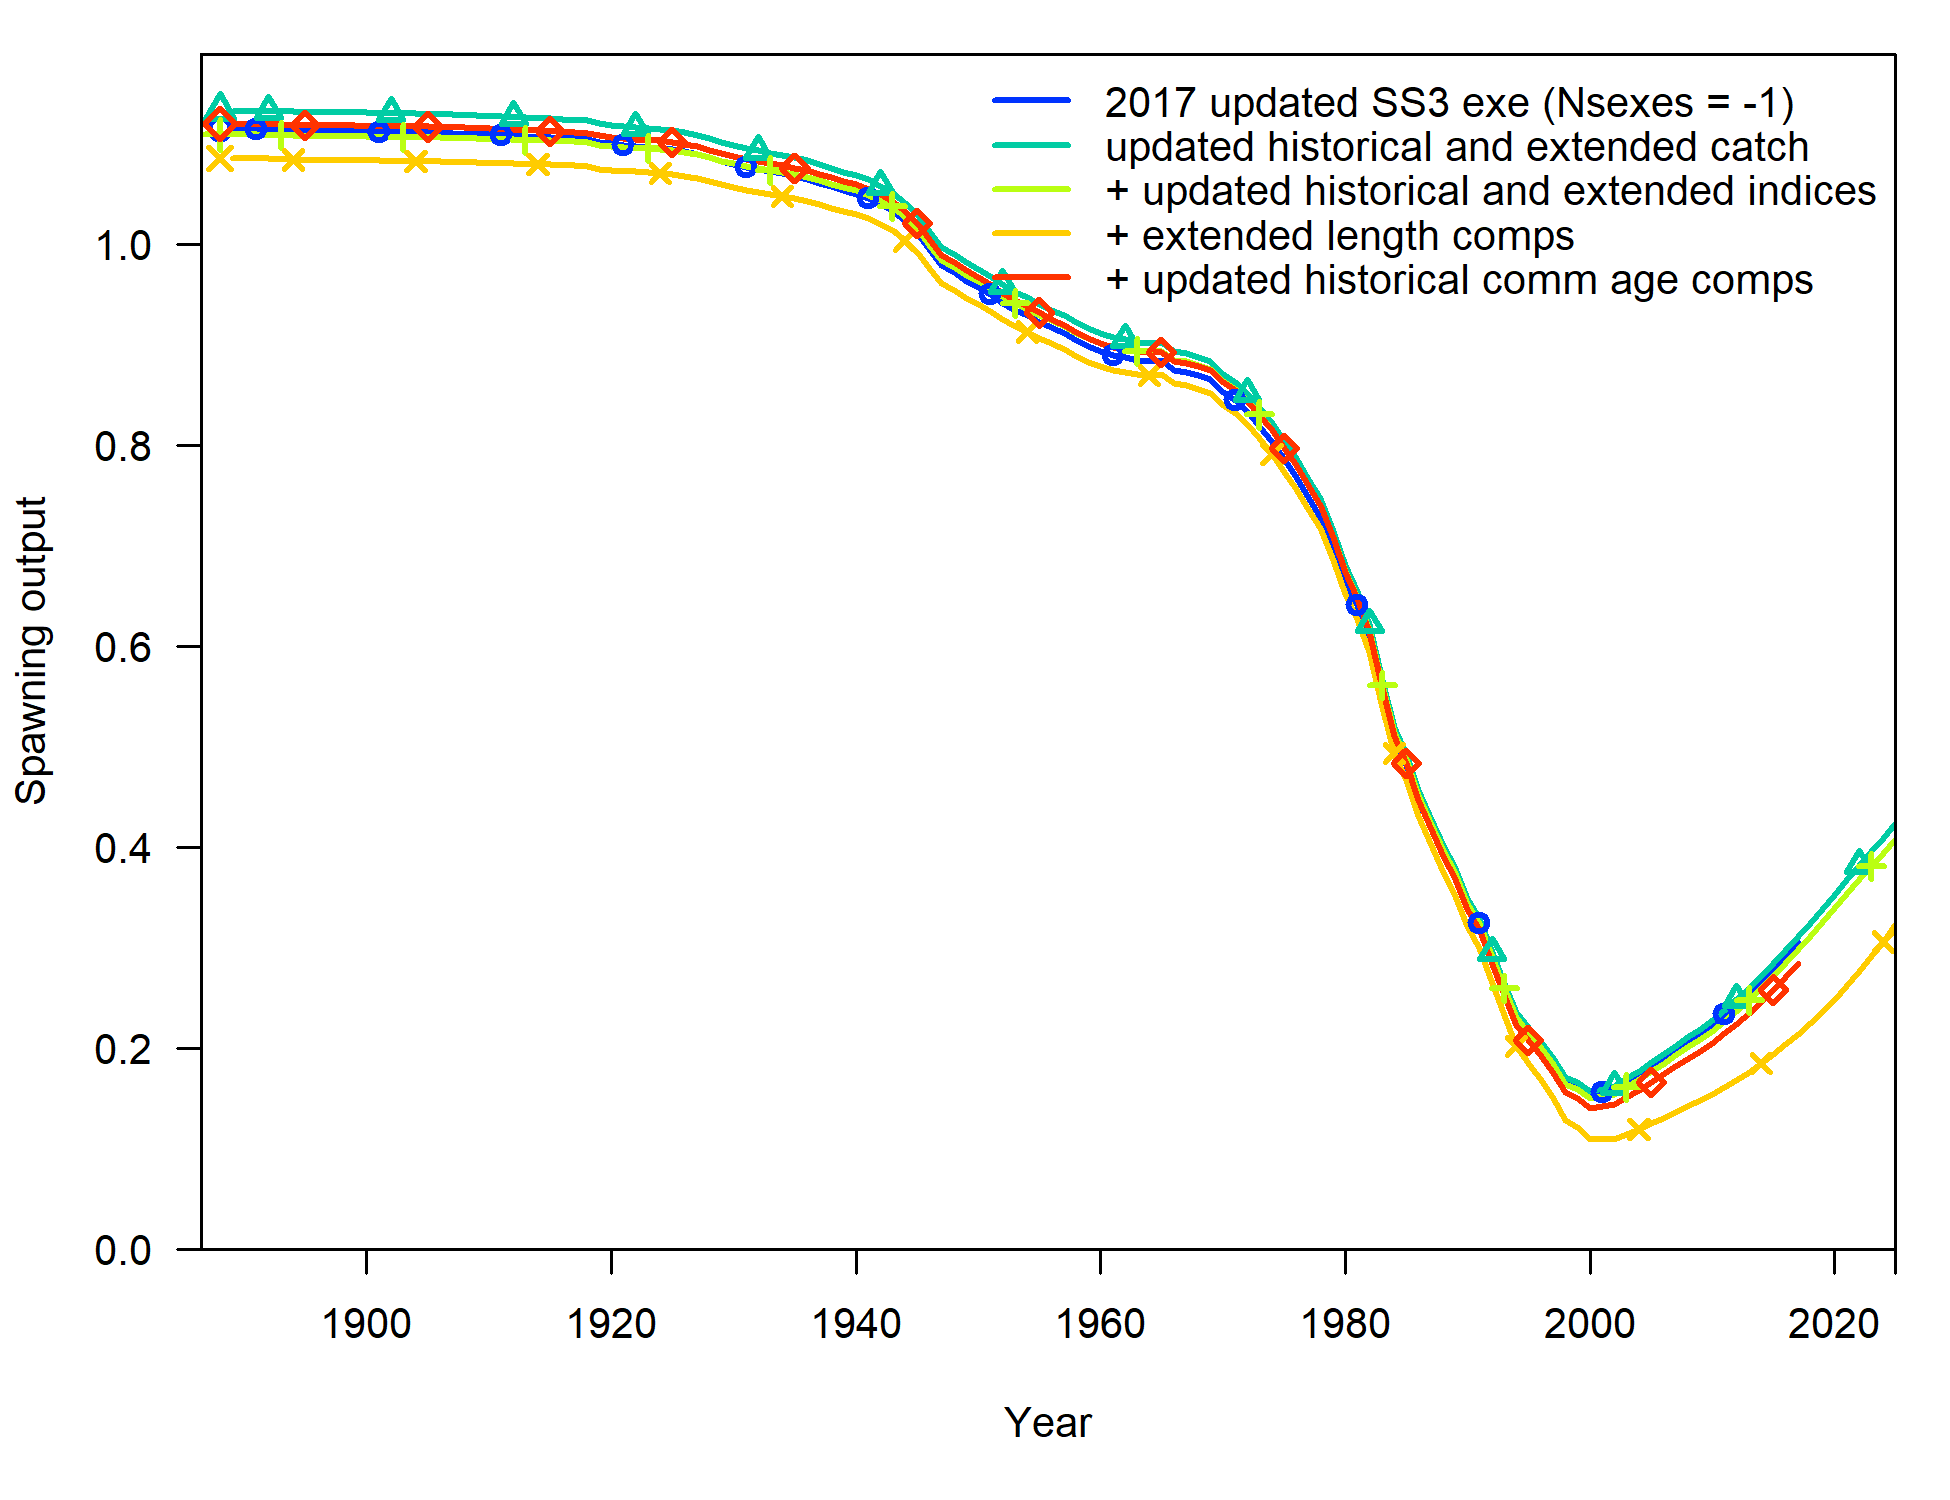 2017 updated SS3 exe (Nsexes = -1)
updated historical and extended catch
+ updated historical and extended indices
+ extended length comps
+ updated historical comm age comps
Spawning output
1.0
0.8
0.6
0.4
0.2
0.0
1900 1920 1940 1960 1980 2000 2020
Year